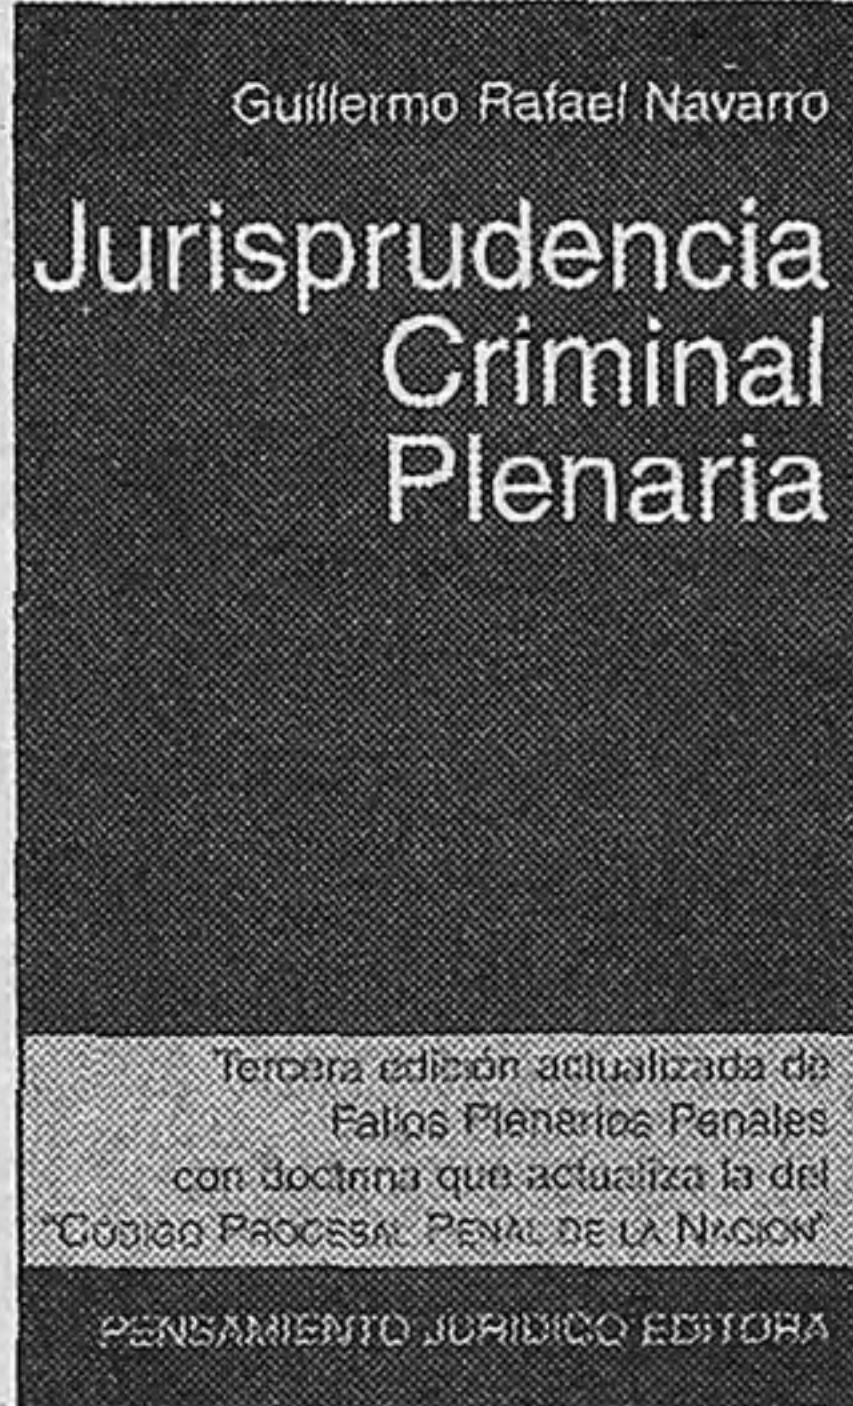 Guillermo Rafael Navarro
Jurisprudencia
Criminal
Plenaria
Tercera edición actualizada de
Fallos Plenarios Penales
con doctrina que actualiza la del
"CÓDIGO PROCESAL PENAL DE LA NACION"
PENSAMIENTO JURIDICO EDITORA